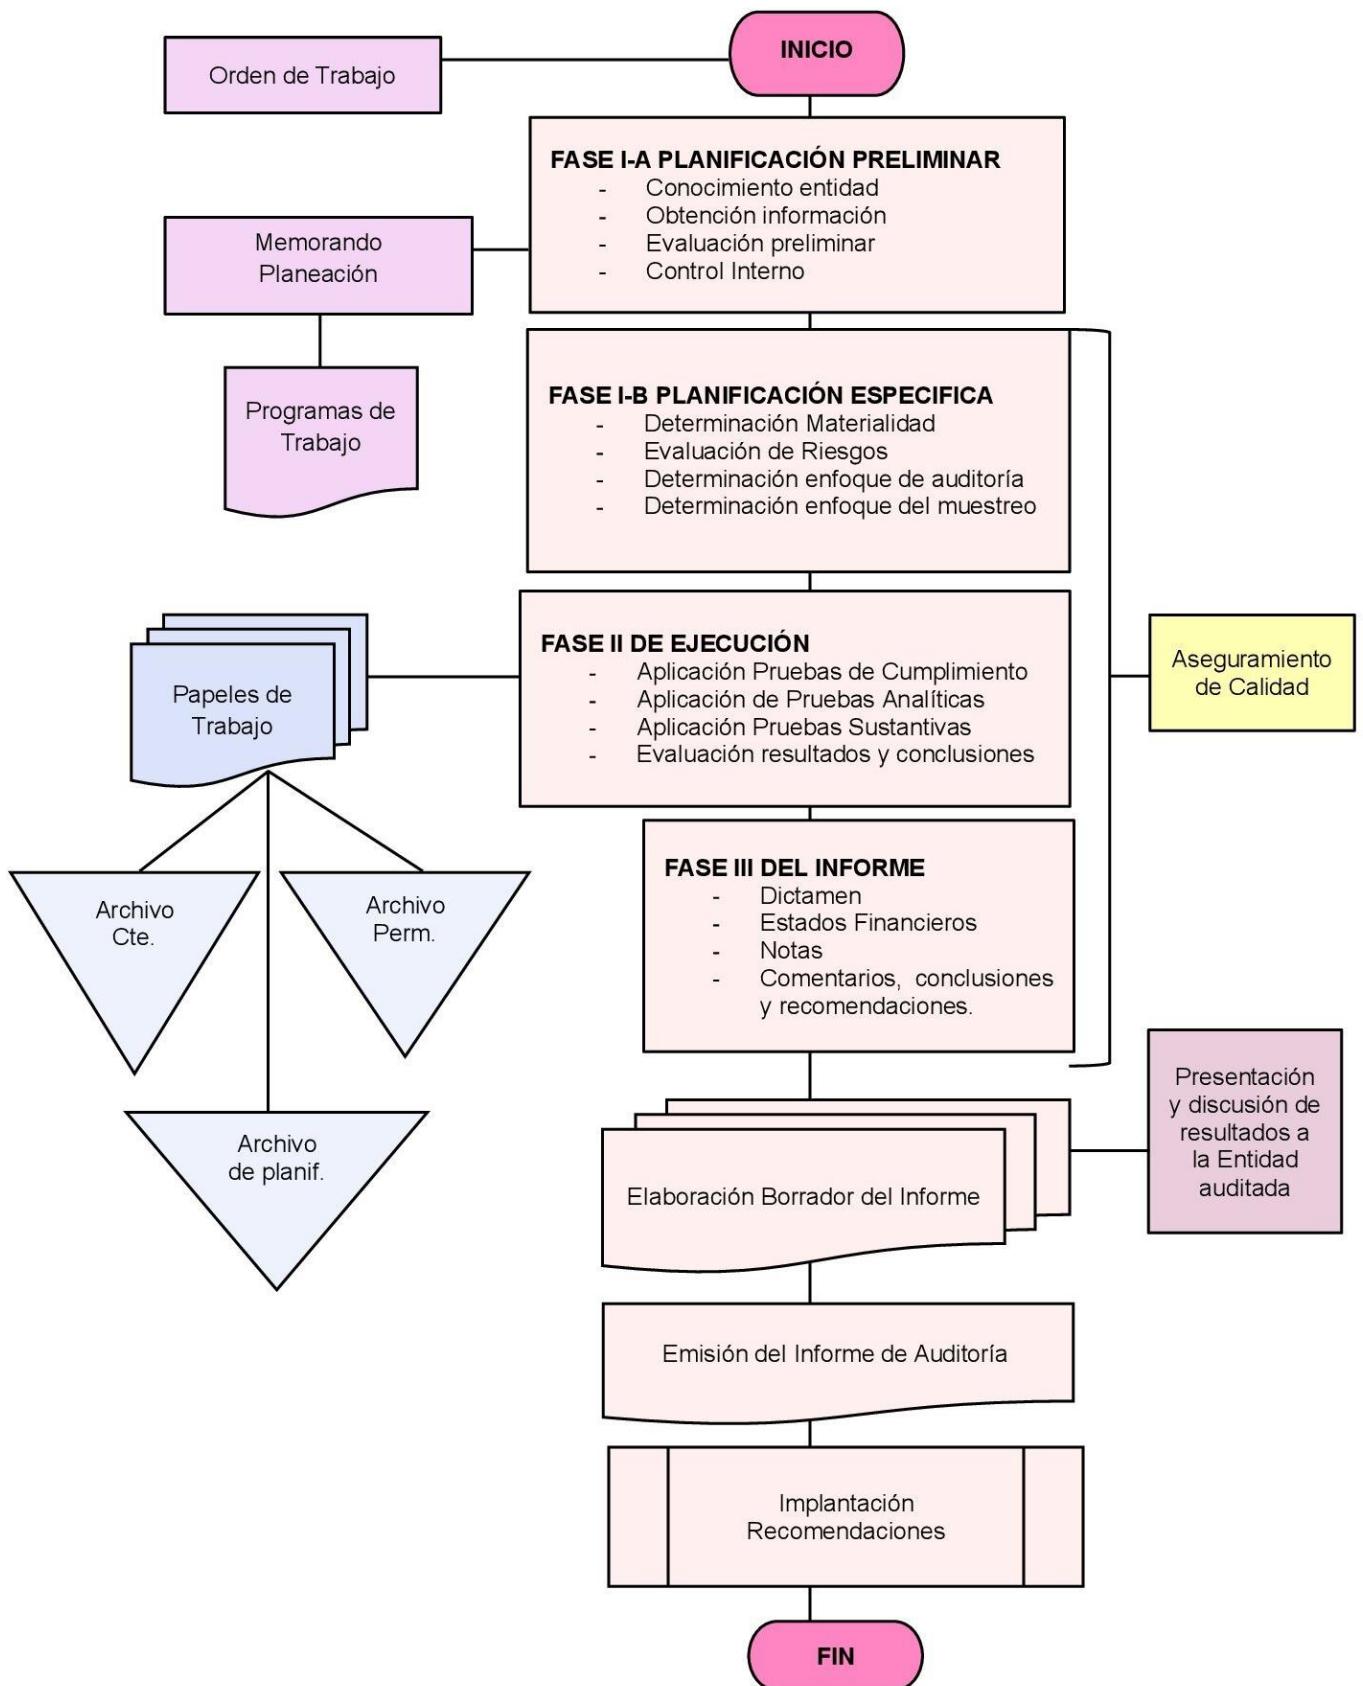 INICIO
Orden de Trabajo
FASE I-A PLANIFICACIÓN PRELIMINAR
- Conocimiento entidad
- Obtención información
- Evaluación preliminar
- Control Interno
Memorando
Planeación
Programas de
Trabajo
FASE I-B PLANIFICACIÓN ESPECIFICA
- Determinación Materialidad
- Evaluación de Riesgos
- Determinación enfoque de auditoría
- Determinación enfoque del muestreo
FASE II DE EJECUCIÓN
- Aplicación Pruebas de Cumplimiento
- Aplicación de Pruebas Analíticas
- Aplicación Pruebas Sustantivas
- Evaluación resultados y conclusiones
Aseguramiento
de Calidad
Papeles de
Trabajo
Archivo
Cte.
Archivo
Perm.
Archivo
de planif.
FASE III DEL INFORME
- Dictamen
- Estados Financieros
- Notas
- Comentarios, conclusiones
y recomendaciones.
Presentación
y discusión de
resultados a
la Entidad
auditada
Elaboración Borrador del Informe
Emisión del Informe de Auditoría
Implantación
Recomendaciones
FIN